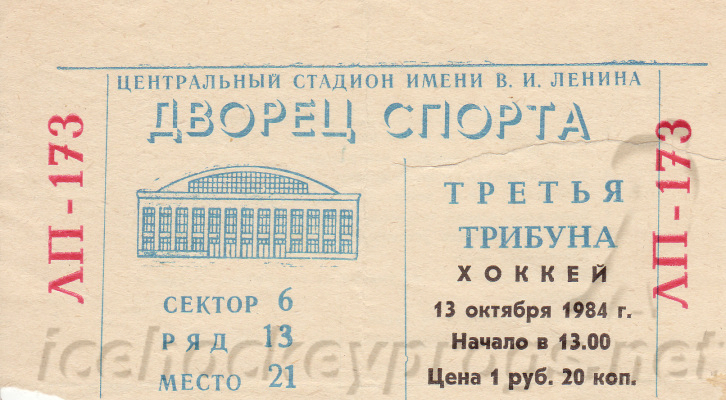 ЦЕНТРАЛЬНЫЙ СТАДИОН ИМЕНИ В. И. ЛЕНИНА
ДВОРЕЦ СПОРТА
ЛП-173
СЕКТОР 6
РЯД 13
МЕСТО 21
ТРЕТЬЯ
ТРИБУНА
ХОККЕЙ
13 октября 1984 г.
Начало в 13.00
Цена 1 руб. 20 коп.
ЛП-173
icehockeyprogs.net